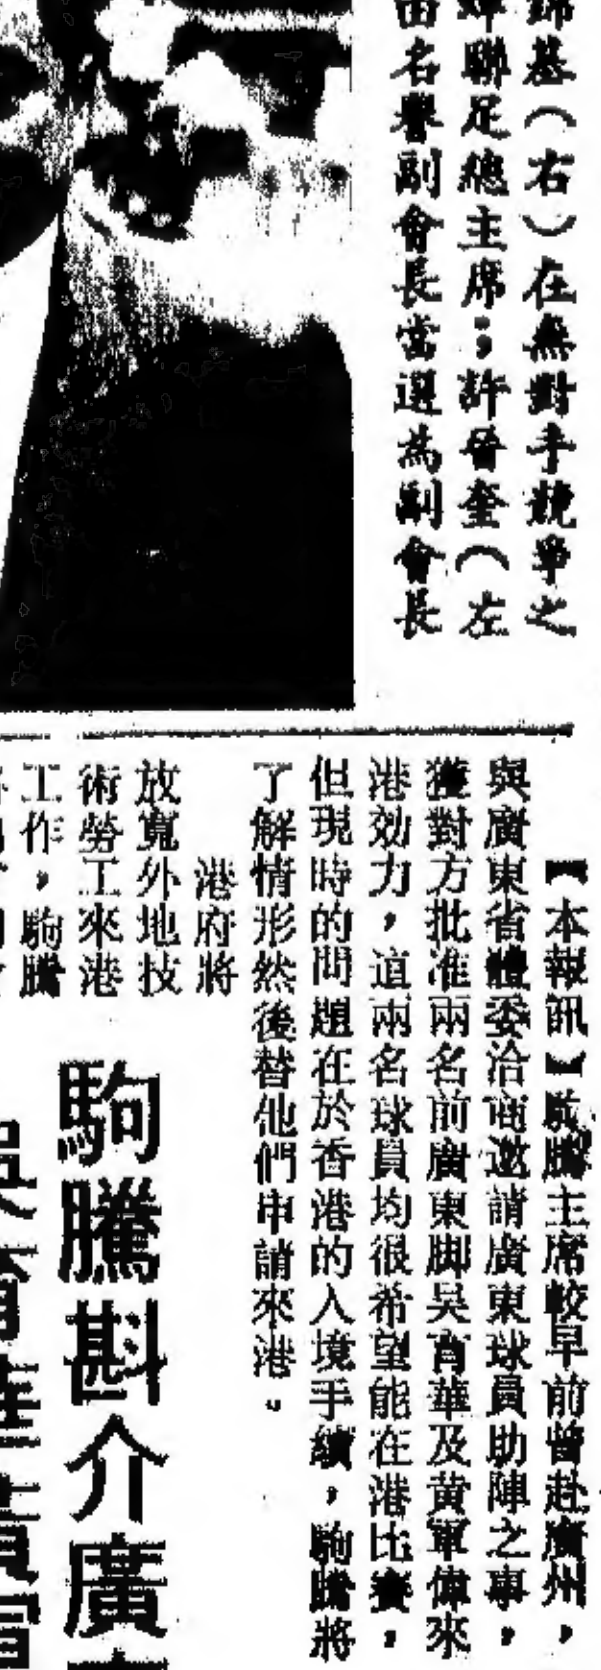 錦基（右）在無對手競爭之
聯足總主席；許晉奎（左
由名譽副會長當選為副會長
【本報訊】駒騰主席較早前曾赴廣州，
與廣東省體委洽商邀請廣東球員助陣之事，
獲對方批准兩名前廣東脚吳育華及黃軍偉來
港效力，這兩名球員均很希望能在港比賽，
但現時的問題在於香港的入境手續，駒騰將
了解情形然後替他們申請來港。
港府將
放寬外地技
術勞工來港
工作，駒騰
駒騰斟介廣